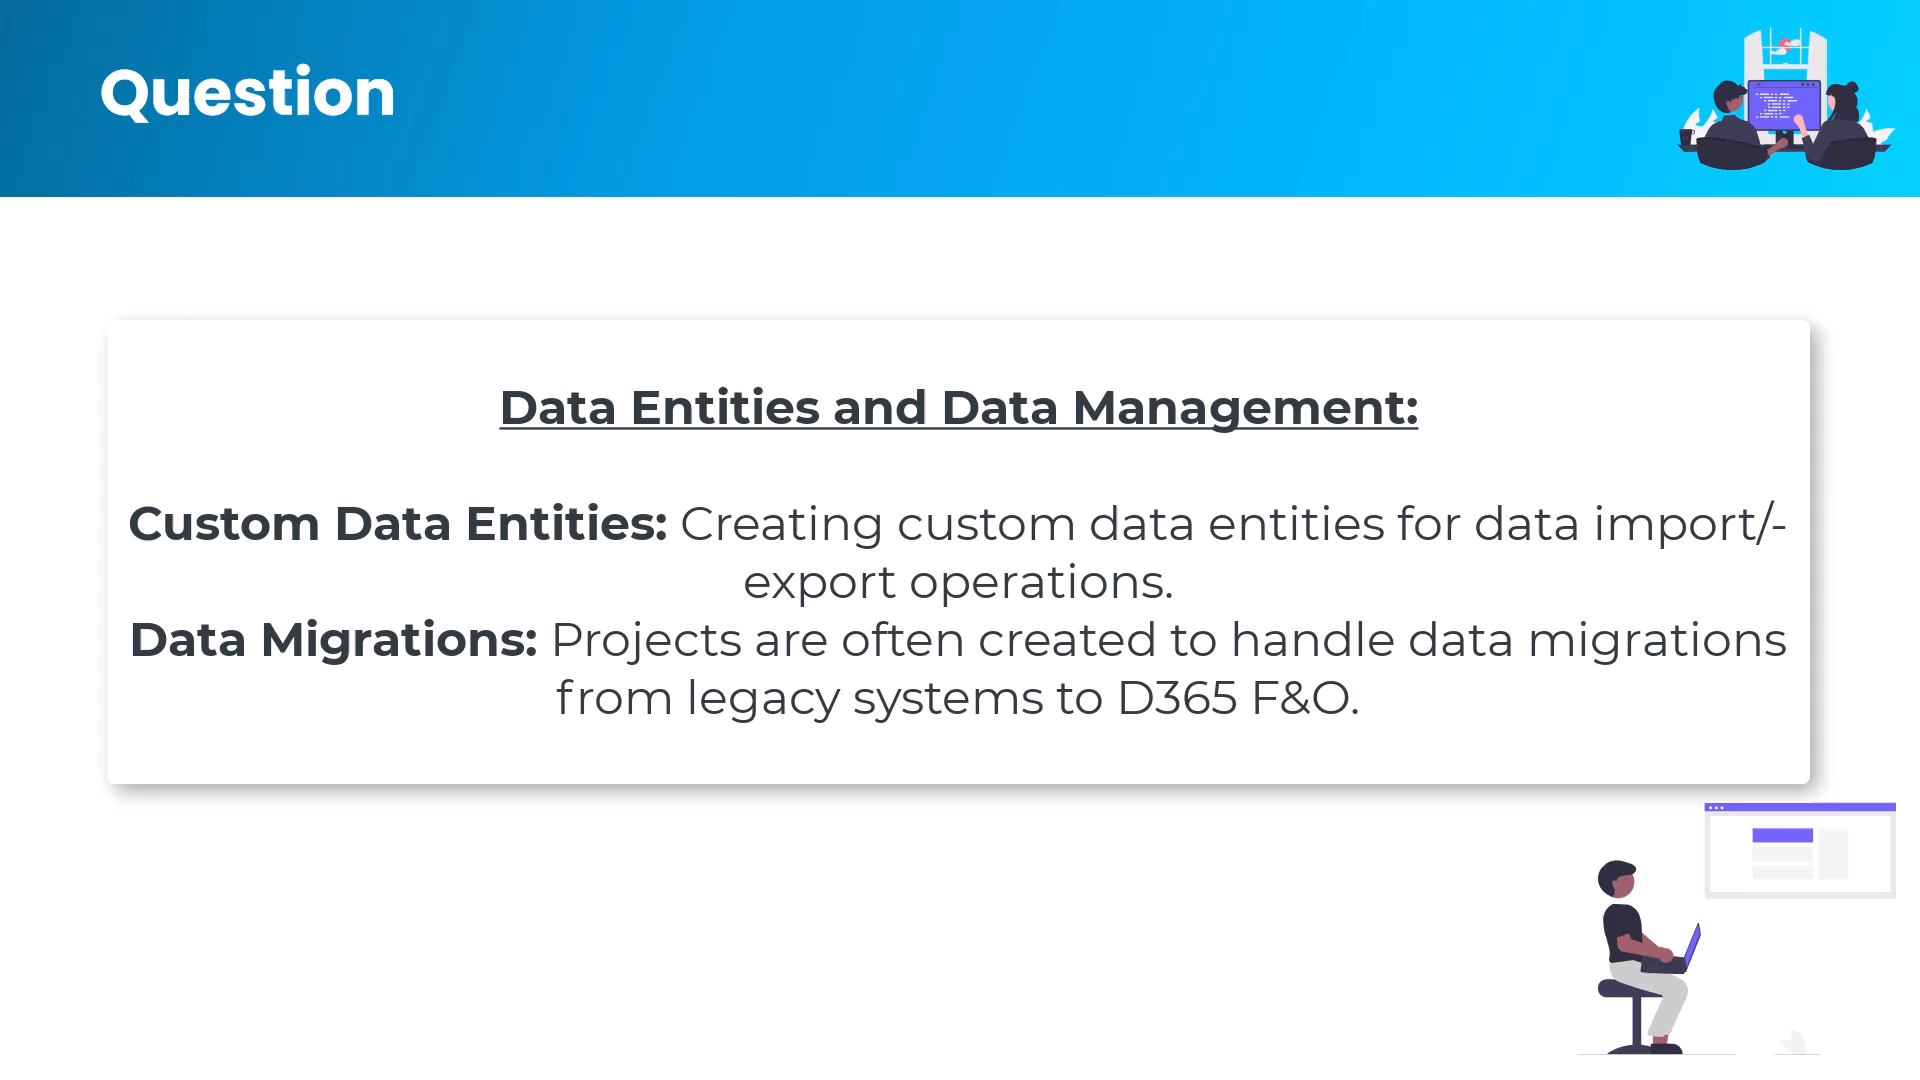 Question
Data Entities and Data Management:
Custom Data Entities: Creating custom data entities for data import/-
export operations.
Data Migrations: Projects are often created to handle data migrations
from legacy systems to D365 F&O.